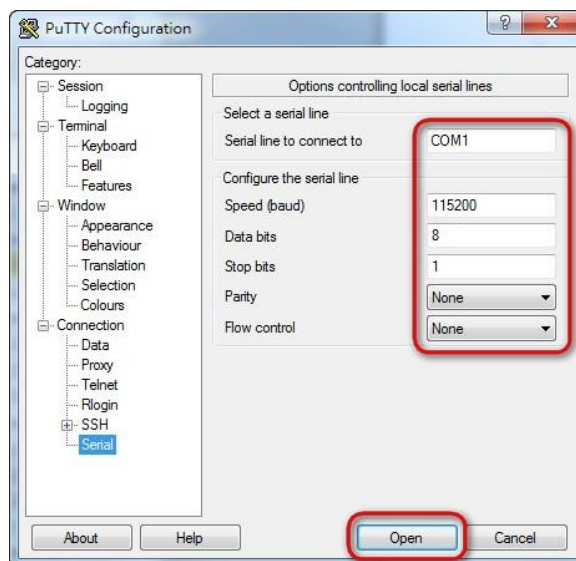 PuTTY Configuration
Category:
Session
Logging
Terminal
Keyboard
Bell
Features
Window
Appearance
Behaviour
Translation
Selection
Colours
Connection
Data
Proxy
Telnet
Rlogin
SSH
Serial
Options controlling local serial lines
Select a serial line
Serial line to connect to COM1
Configure the serial line
Speed (baud) 115200
Data bits 8
Stop bits 1
Parity None
Flow control None
About Help Open Cancel